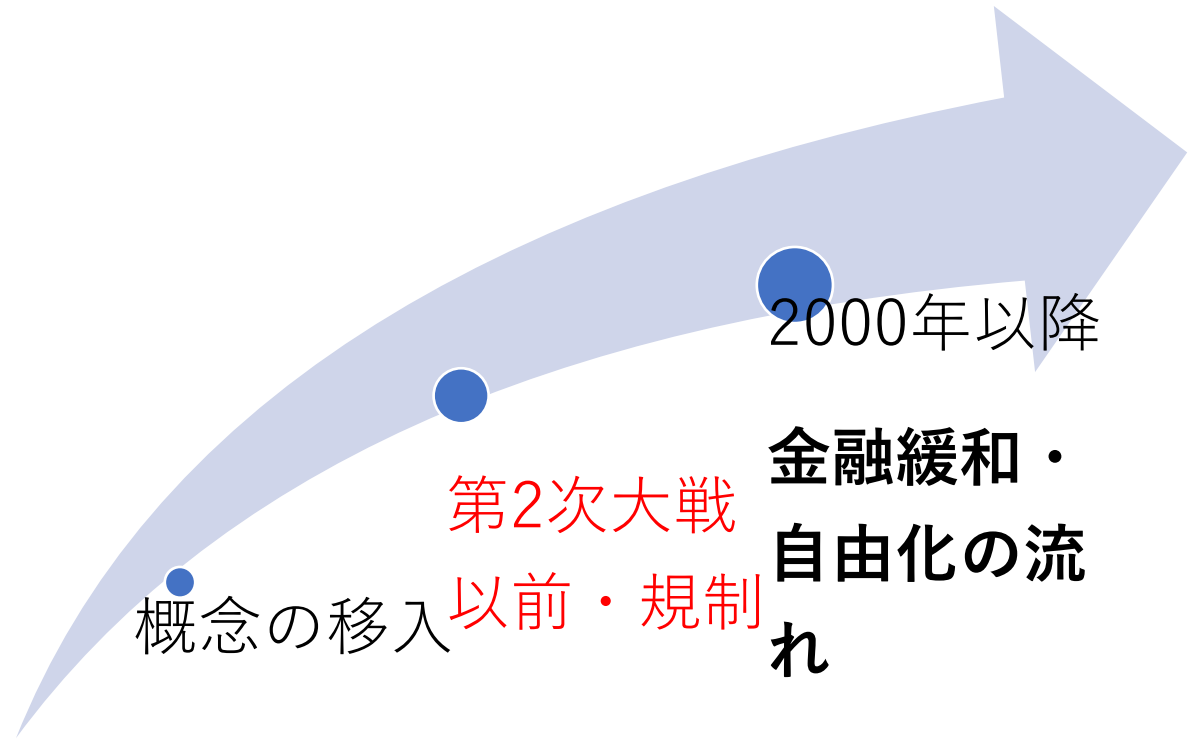 概念の移入
第2次大戦
以前・規制
2000年以降
金融緩和・
自由化の流
れ